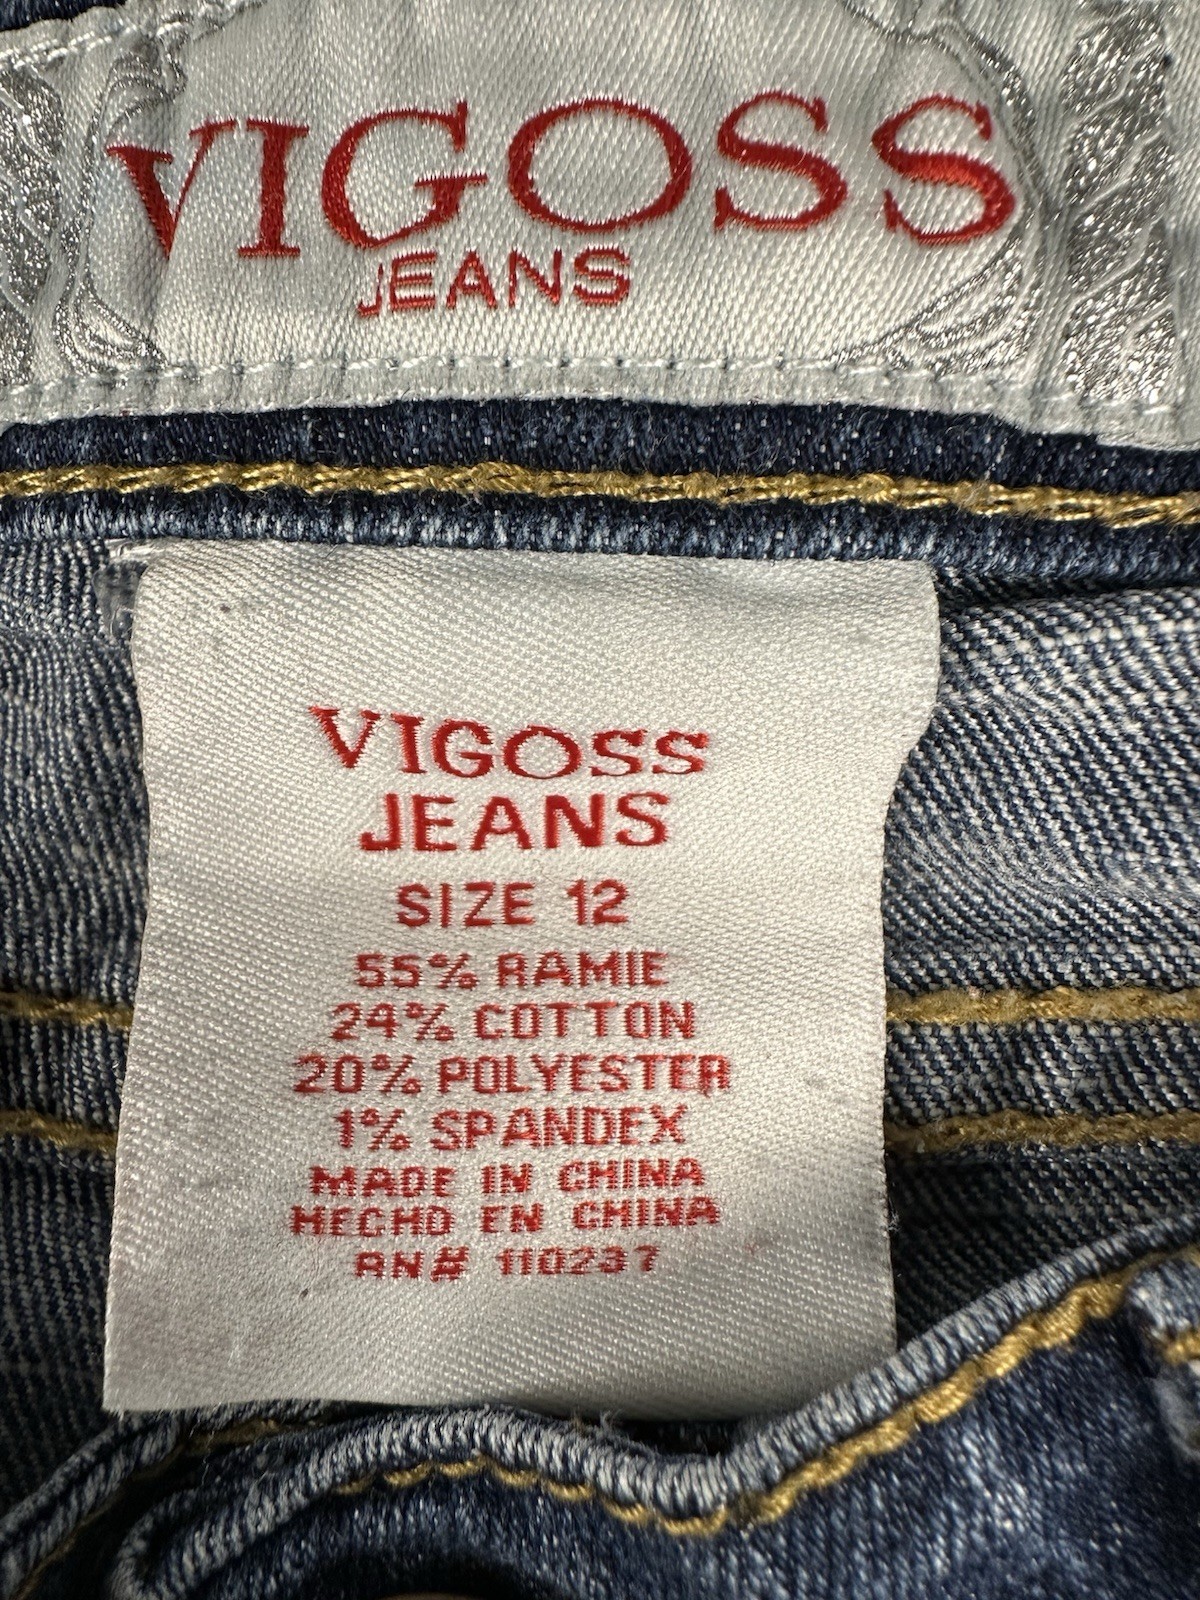 VIGOSS
JEANS
VIGOSS
JEANS
SIZE 12
55% RAMIE
24% COTTON
20% POLYESTER
1% SPANDEX
MADE IN CHINA
HECHO EN CHINA
RN# 110237